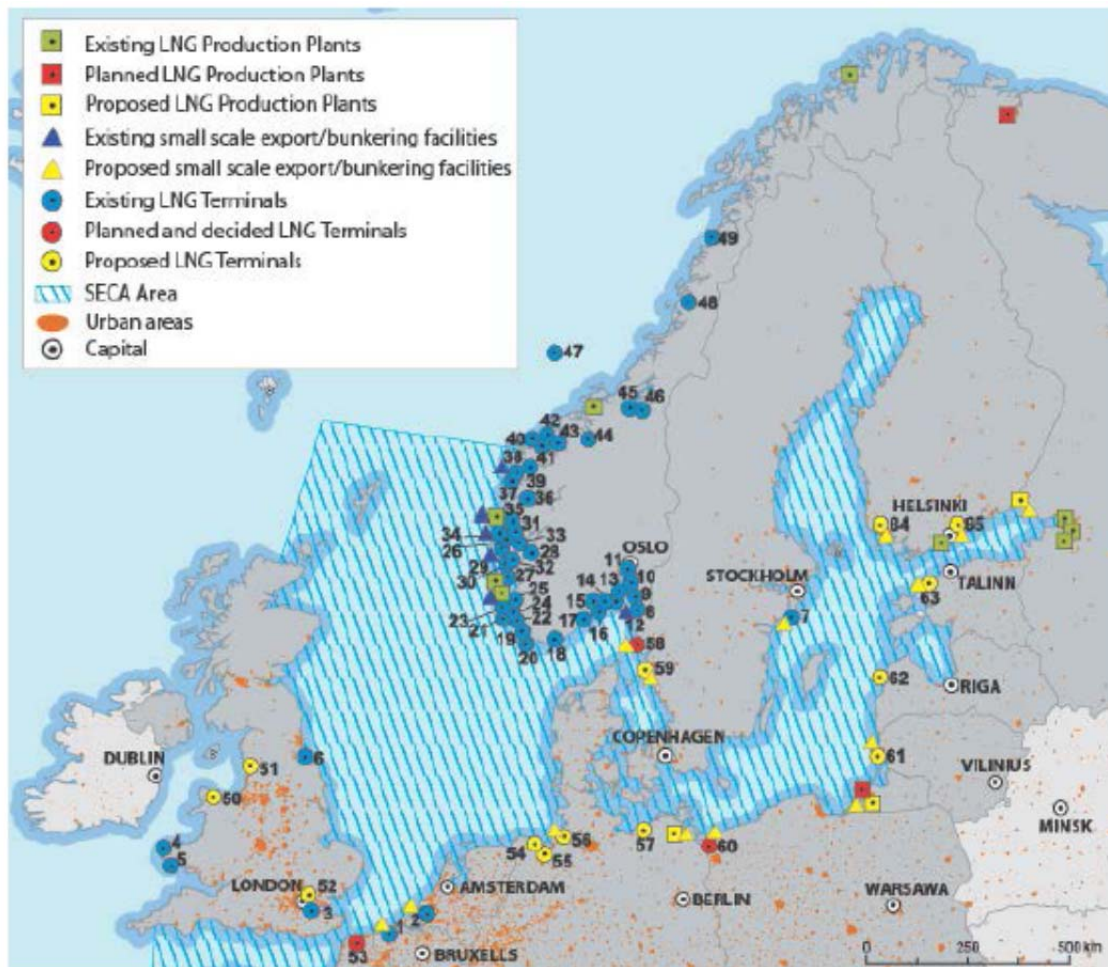 Existing LNG Production Plants
Planned LNG Production Plants
Proposed LNG Production Plants
Existing small scale export/bunkering facilities
Proposed small scale export/bunkering facilities
Existing LNG Terminals
Planned and decided LNG Terminals
Proposed LNG Terminals
SECA Area
Urban areas
Capital
49
48
47
45 46
42
40 43 44
38 41
39
37 36
35
34 31
33
26 28
29 32
27
30 25
24
23 22
21 19
20 18
OSLO
11
14 13 10
9
15 8
17 12
16
58
59
STOCKHOLM
7
HELSINKI
64 65
TALINN
63
62
RIGA
61
VILINIUS
MINSK
COPENHAGEN
DUBLIN
51 6
50
4
5
52
LONDON
3
53
1 2
AMSTERDAM
BRUXELLS
54 56
55
57
60
BERLIN
WARSAWA
0 250 500 km